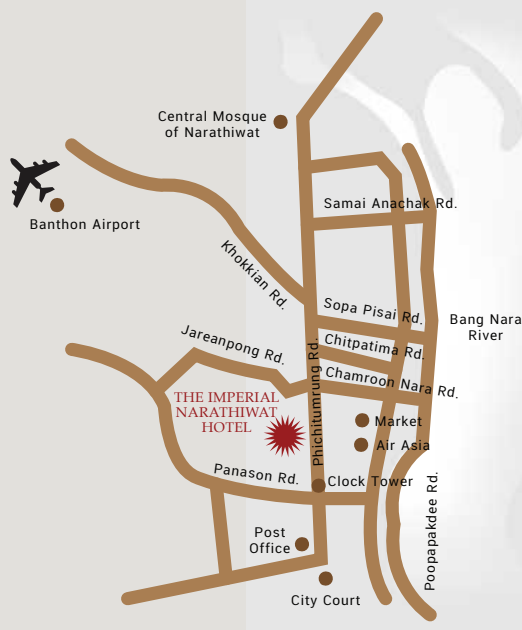 Central Mosque
of Narathiwat
Samai Anachak Rd.
Banthon Airport
Khokkian Rd.
Sopa Pisai Rd.
Bang Nara
River
Chitpatima Rd.
Jareanpong Rd.
Phichitumrung Rd.
Chamroon Nara Rd.
THE IMPERIAL
NARATHIWAT
HOTEL
Market
Air Asia
Panason Rd.
Clock Tower
Poopapakdee Rd.
Post
Office
City Court